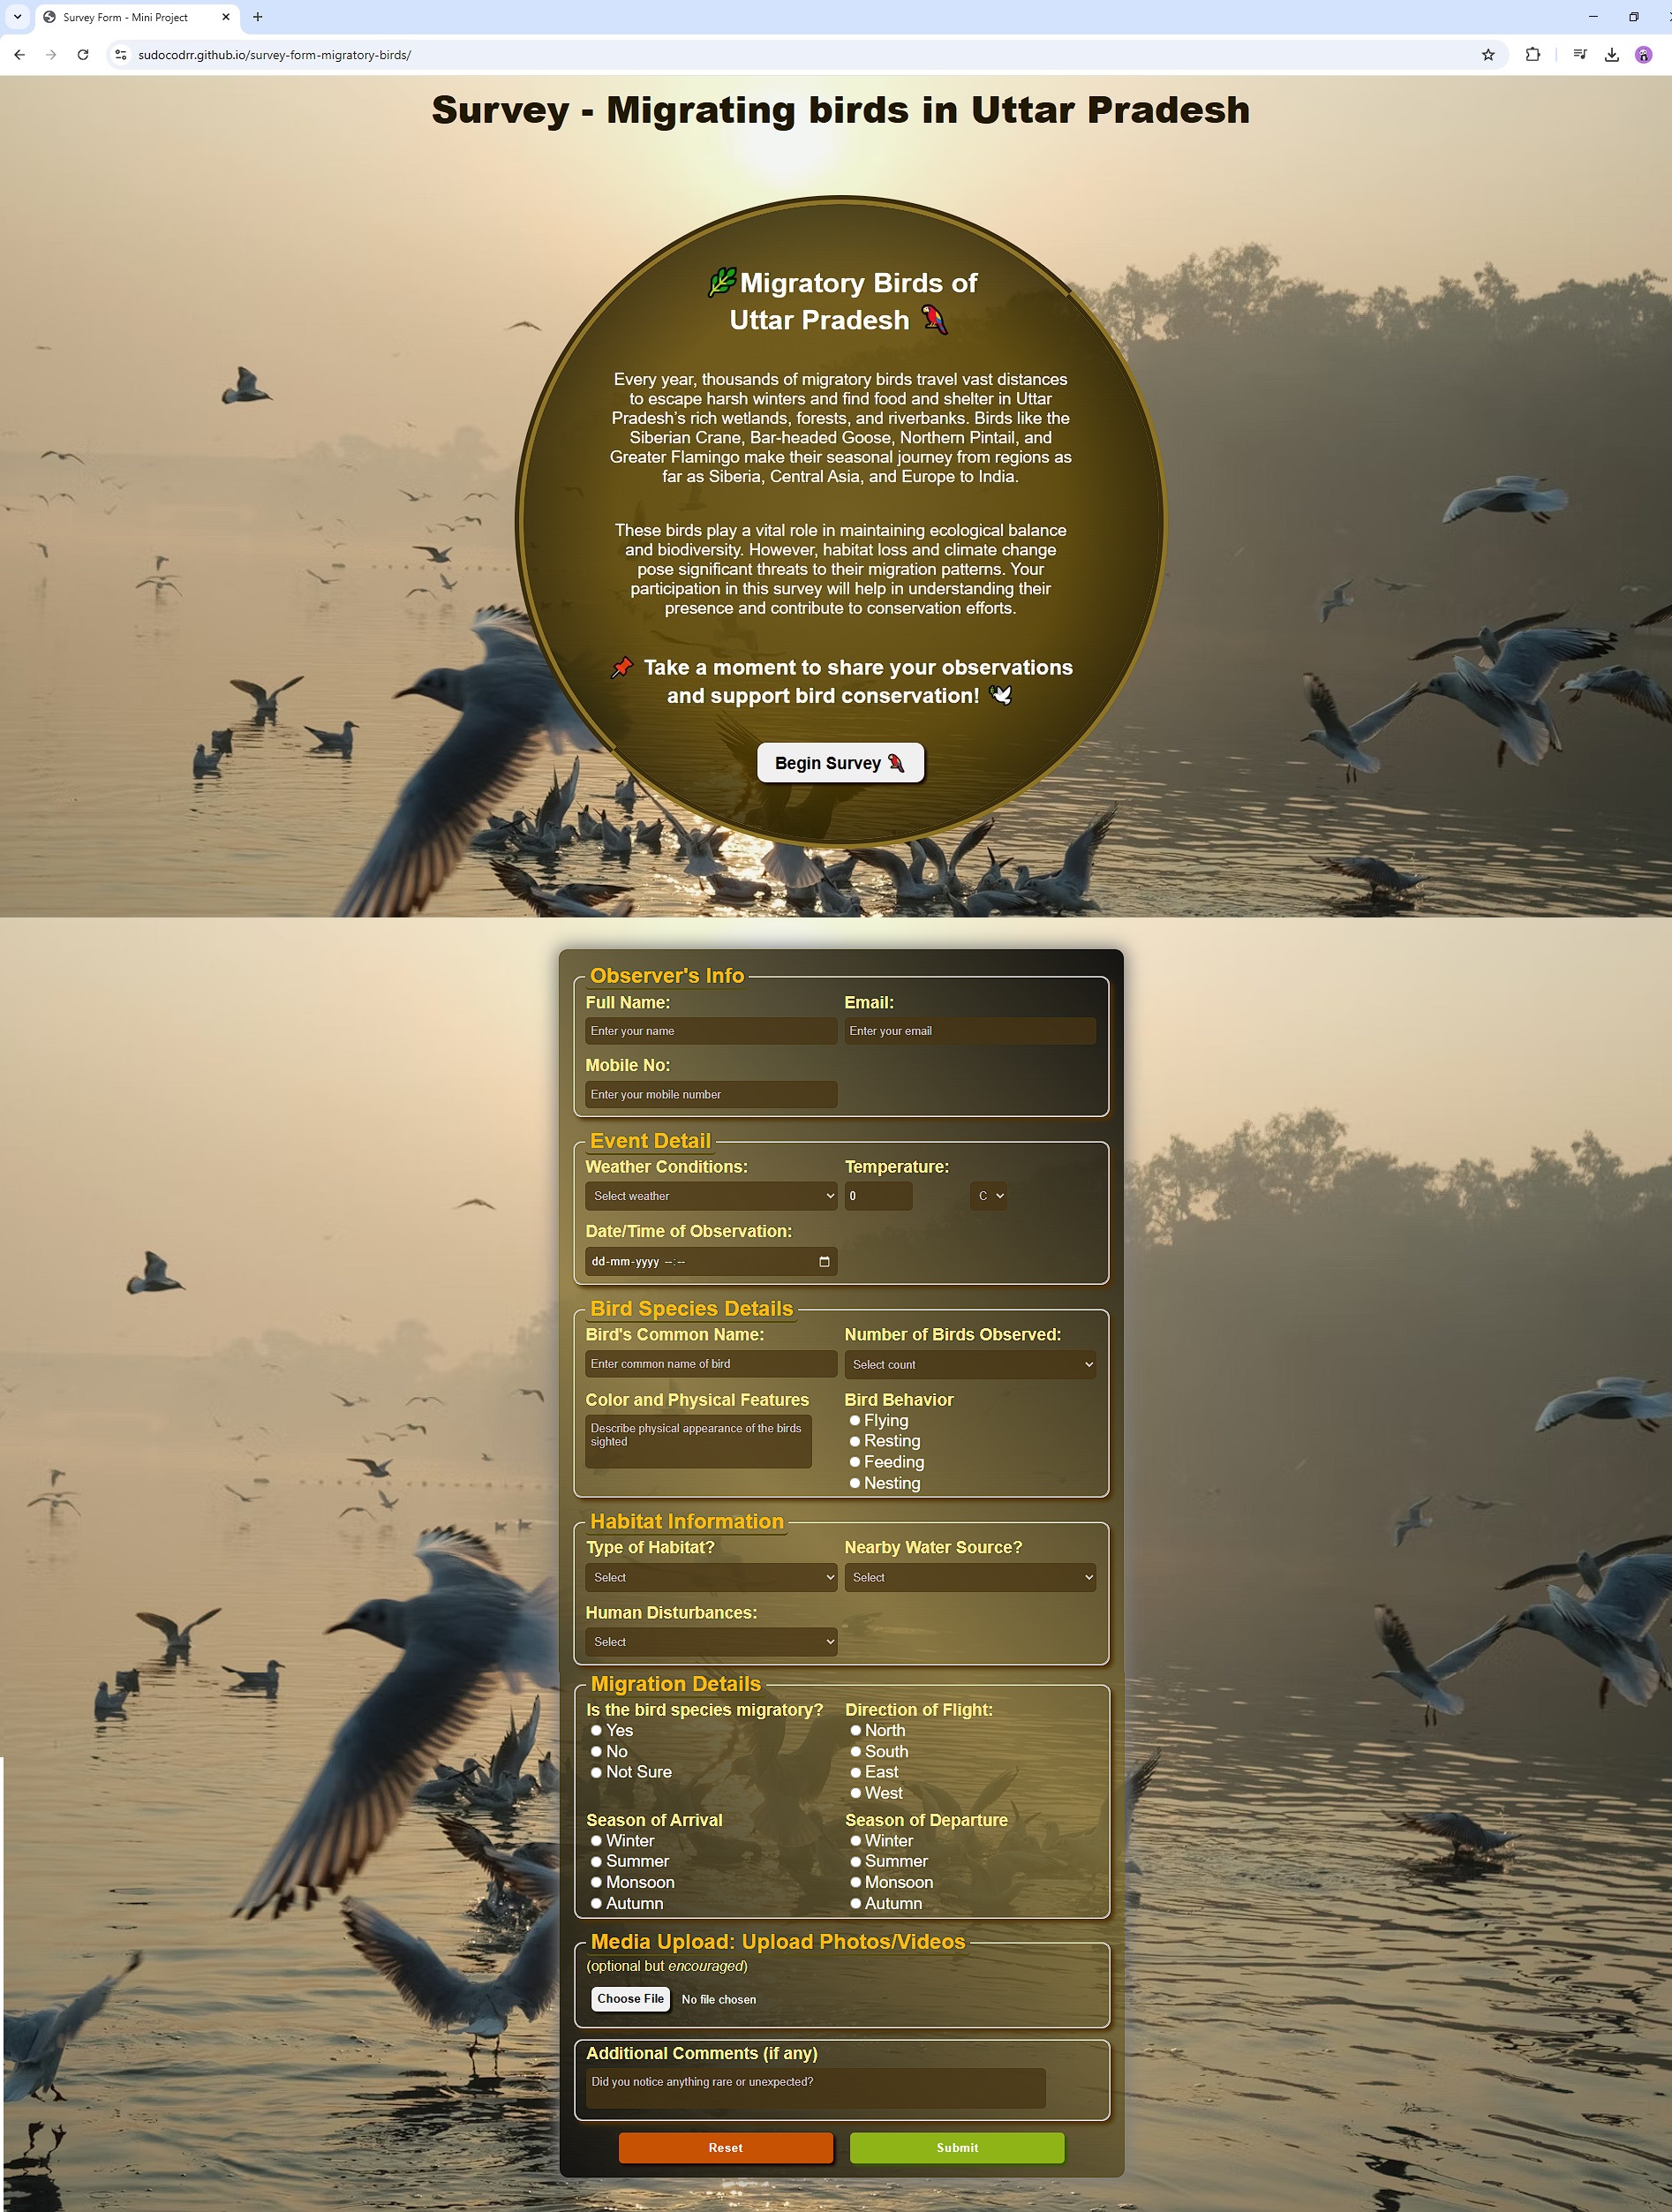 Survey Form - Mini Project
sudocodrr.github.io/survey-form-migratory-birds/
Survey - Migrating birds in Uttar Pradesh
🌿Migratory Birds of
Uttar Pradesh 🦜
Every year, thousands of migratory birds travel vast distances
to escape harsh winters and find food and shelter in Uttar
Pradesh’s rich wetlands, forests, and riverbanks. Birds like the
Siberian Crane, Bar-headed Goose, Northern Pintail, and
Greater Flamingo make their seasonal journey from regions as
far as Siberia, Central Asia, and Europe to India.
These birds play a vital role in maintaining ecological balance
and biodiversity. However, habitat loss and climate change
pose significant threats to their migration patterns. Your
participation in this survey will help in understanding their
presence and contribute to conservation efforts.
📌 Take a moment to share your observations
and support bird conservation! 🕊️
Begin Survey 🦜
Observer's Info
Full Name: Email:
Enter your name Enter your email
Mobile No:
Enter your mobile number
Event Detail
Weather Conditions: Temperature:
Select weather 0 C
Date/Time of Observation:
dd-mm-yyyy --:--
Bird Species Details
Bird's Common Name: Number of Birds Observed:
Enter common name of bird Select count
Color and Physical Features Bird Behavior
Describe physical appearance of the birds
sighted
Flying
Resting
Feeding
Nesting
Habitat Information
Type of Habitat? Nearby Water Source?
Select Select
Human Disturbances:
Select
Migration Details
Is the bird species migratory? Direction of Flight:
Yes North
No South
Not Sure East
West
Season of Arrival Season of Departure
Winter Winter
Summer Summer
Monsoon Monsoon
Autumn Autumn
Media Upload: Upload Photos/Videos
(optional but encouraged)
Choose File No file chosen
Additional Comments (if any)
Did you notice anything rare or unexpected?
Reset Submit